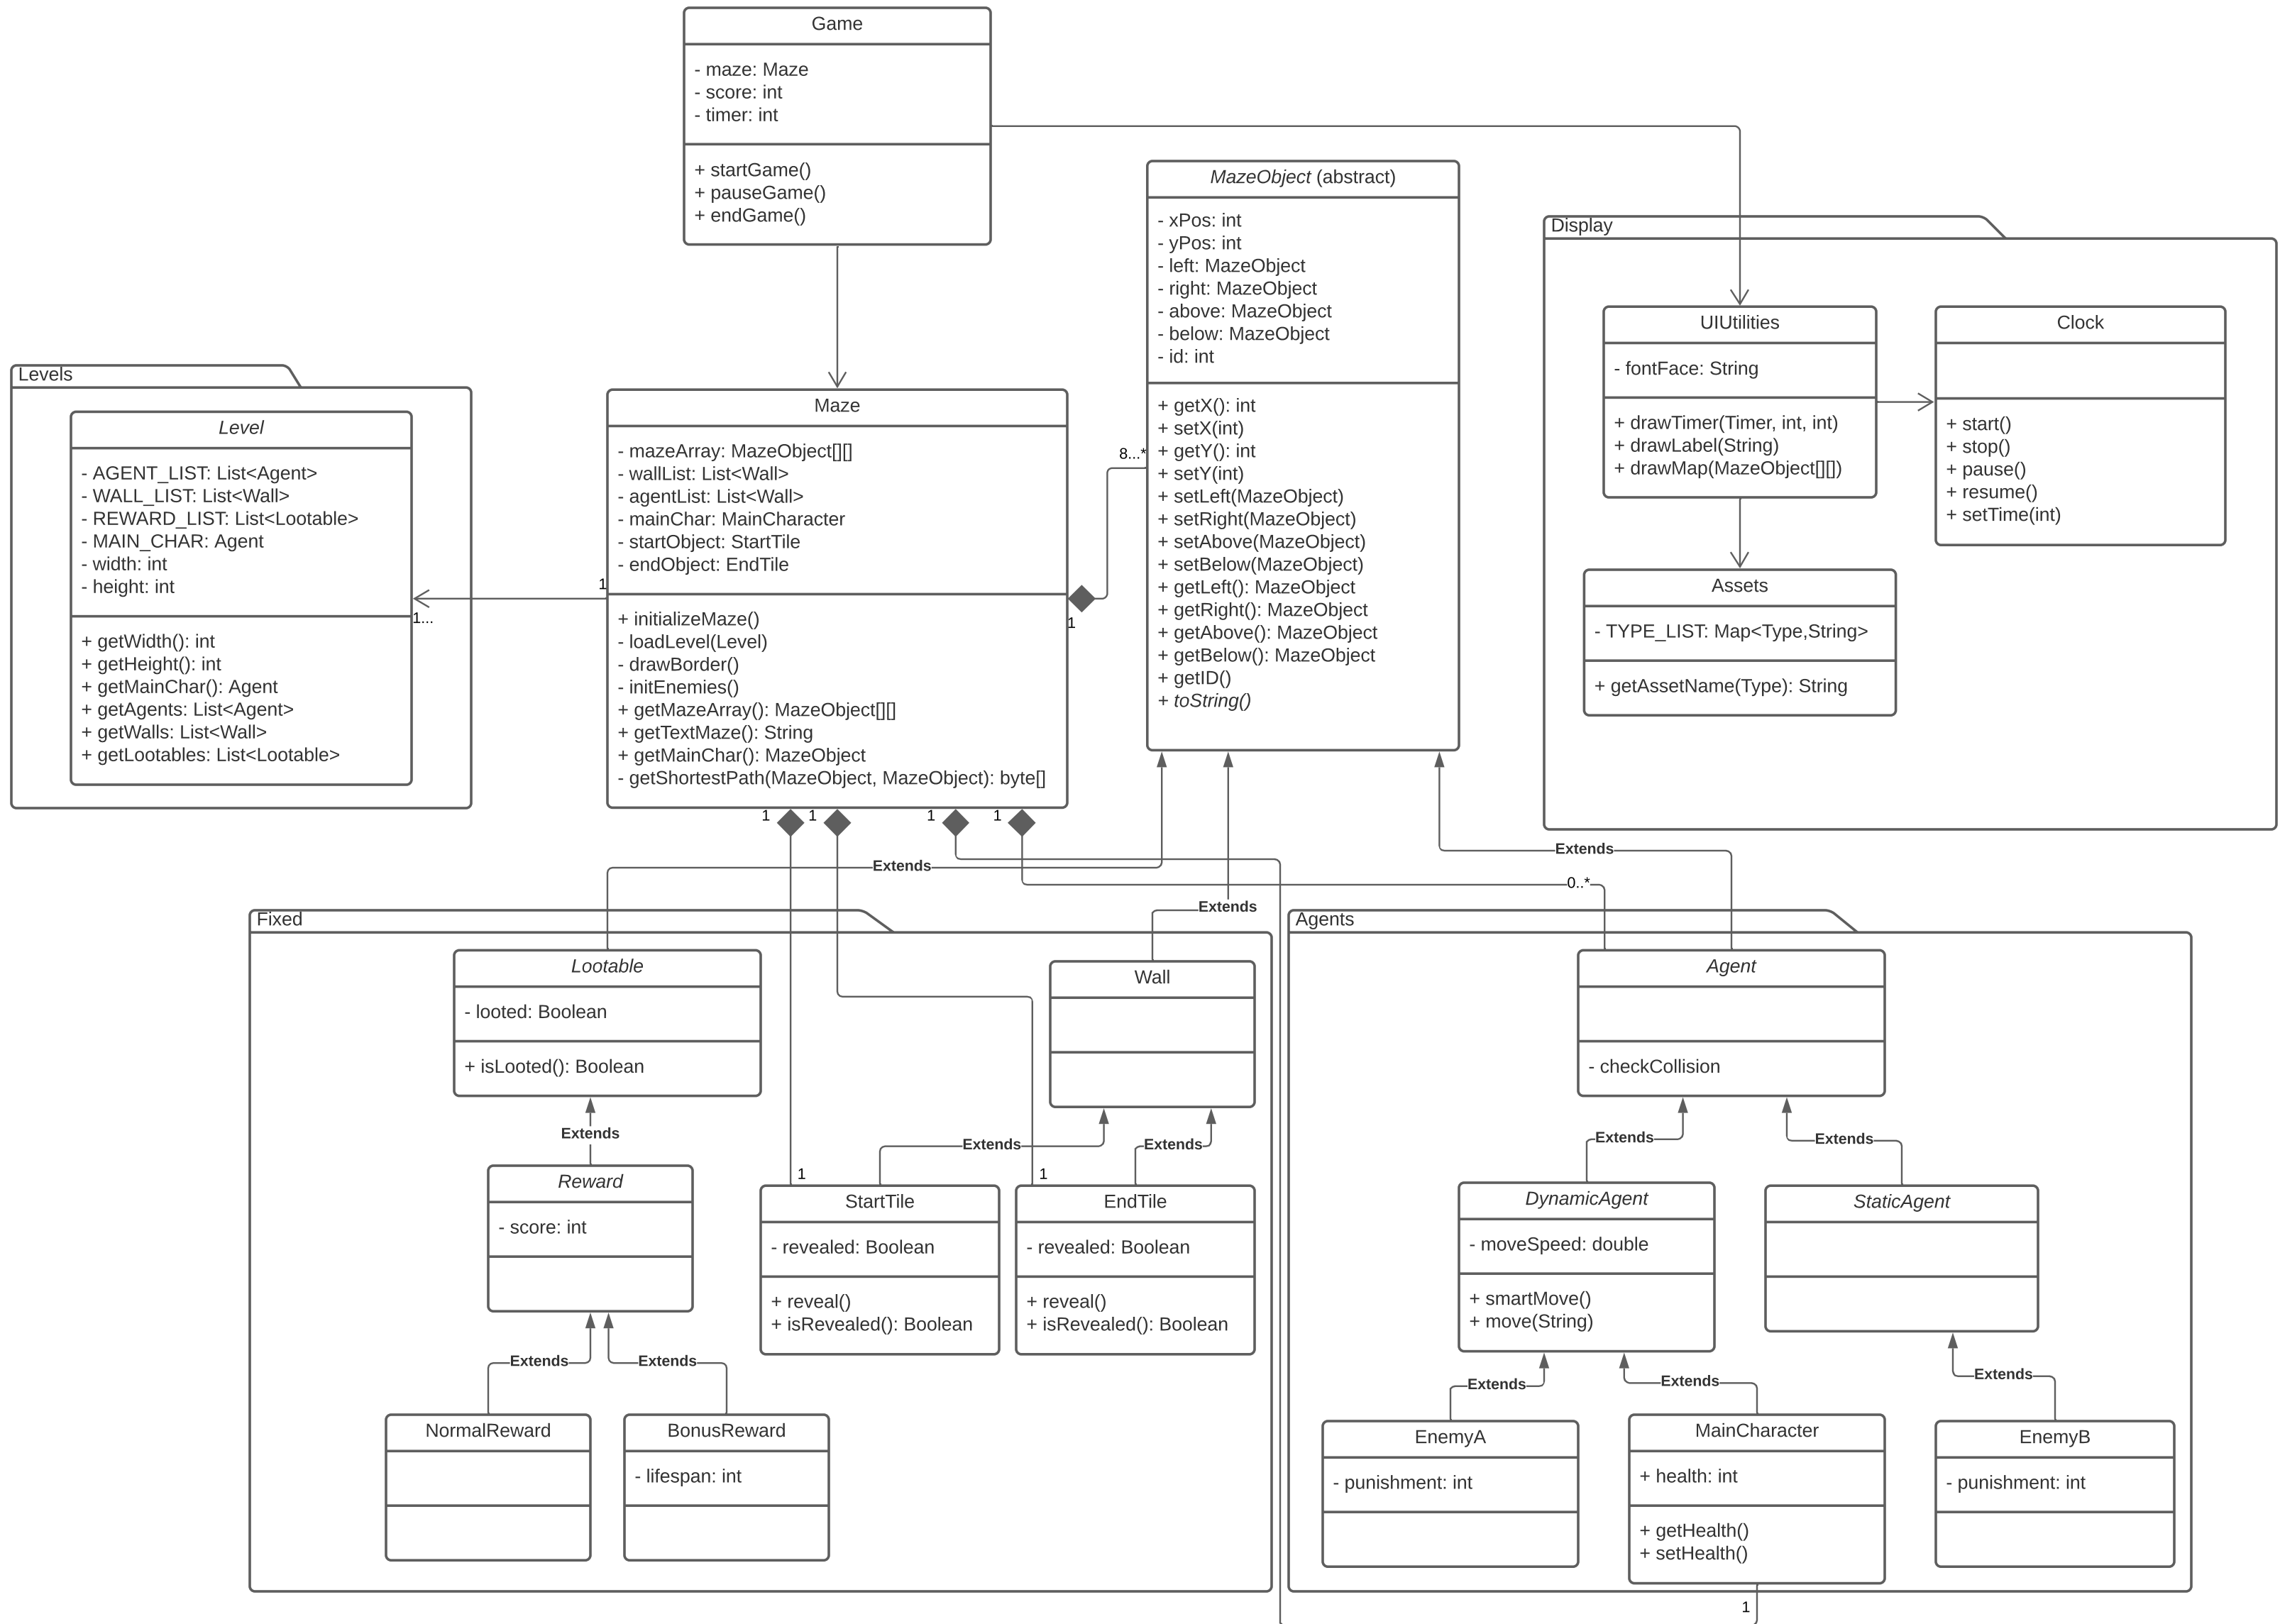 Game
- maze: Maze
- score: int
- timer: int
+ startGame()
+ pauseGame()
+ endGame()
MazeObject (abstract)
- xPos: int
- yPos: int
- left: MazeObject
- right: MazeObject
- above: MazeObject
- below: MazeObject
- id: int
+ getX(): int
+ setX(int)
+ getY(): int
+ setY(int)
+ setLeft(MazeObject)
+ setRight(MazeObject)
+ setAbove(MazeObject)
+ setBelow(MazeObject)
+ getLeft(): MazeObject
+ getRight(): MazeObject
+ getAbove(): MazeObject
+ getBelow(): MazeObject
+ getID()
+ toString()
Display
UIUtilities
- fontFace: String
+ drawTimer(Timer, int, int)
+ drawLabel(String)
+ drawMap(MazeObject[][])
Clock
+ start()
+ stop()
+ pause()
+ resume()
+ setTime(int)
Assets
- TYPE_LIST: Map<Type,String>
+ getAssetName(Type): String
Levels
Level
- AGENT_LIST: List<Agent>
- WALL_LIST: List<Wall>
- REWARD_LIST: List<Lootable>
- MAIN_CHAR: Agent
- width: int
- height: int
+ getWidth(): int
+ getHeight(): int
+ getMainChar(): Agent
+ getAgents: List<Agent>
+ getWalls: List<Wall>
+ getLootables: List<Lootable>
1
1...
Maze
- mazeArray: MazeObject[][]
- wallList: List<Wall>
- agentList: List<Wall>
- mainChar: MainCharacter
- startObject: StartTile
- endObject: EndTile
+ initializeMaze()
- loadLevel(Level)
- drawBorder()
- initEnemies()
+ getMazeArray(): MazeObject[][]
+ getTextMaze(): String
+ getMainChar(): MazeObject
- getShortestPath(MazeObject, MazeObject): byte[]
8...*
1
1
1
1
1
Extends
Extends
Extends
0..*
Fixed
Lootable
- looted: Boolean
+ isLooted(): Boolean
Wall
Extends
Extends
Extends
1
1
Reward
- score: int
StartTile
- revealed: Boolean
+ reveal()
+ isRevealed(): Boolean
EndTile
- revealed: Boolean
+ reveal()
+ isRevealed(): Boolean
Extends
Extends
NormalReward
BonusReward
- lifespan: int
Agents
Agent
- checkCollision
Extends
Extends
DynamicAgent
- moveSpeed: double
+ smartMove()
+ move(String)
StaticAgent
Extends
Extends
Extends
EnemyA
- punishment: int
MainCharacter
+ health: int
+ getHealth()
+ setHealth()
EnemyB
- punishment: int
1